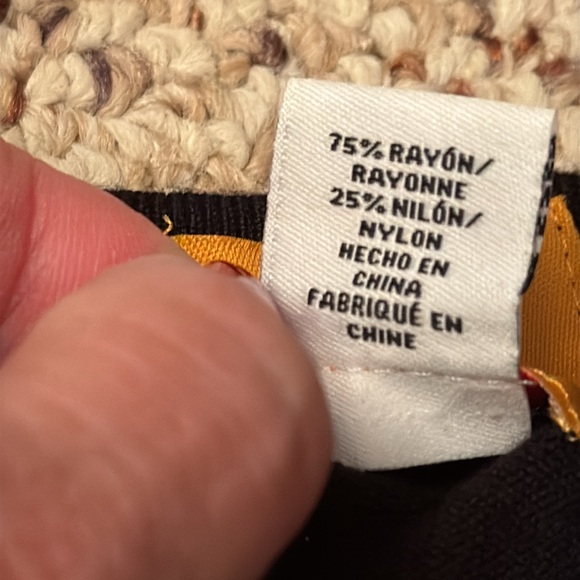 75% RAYÓN/
RAYONNE
25% NILÓN/
NYLON
HECHO EN
CHINA
FABRIQUÉ EN
CHINE